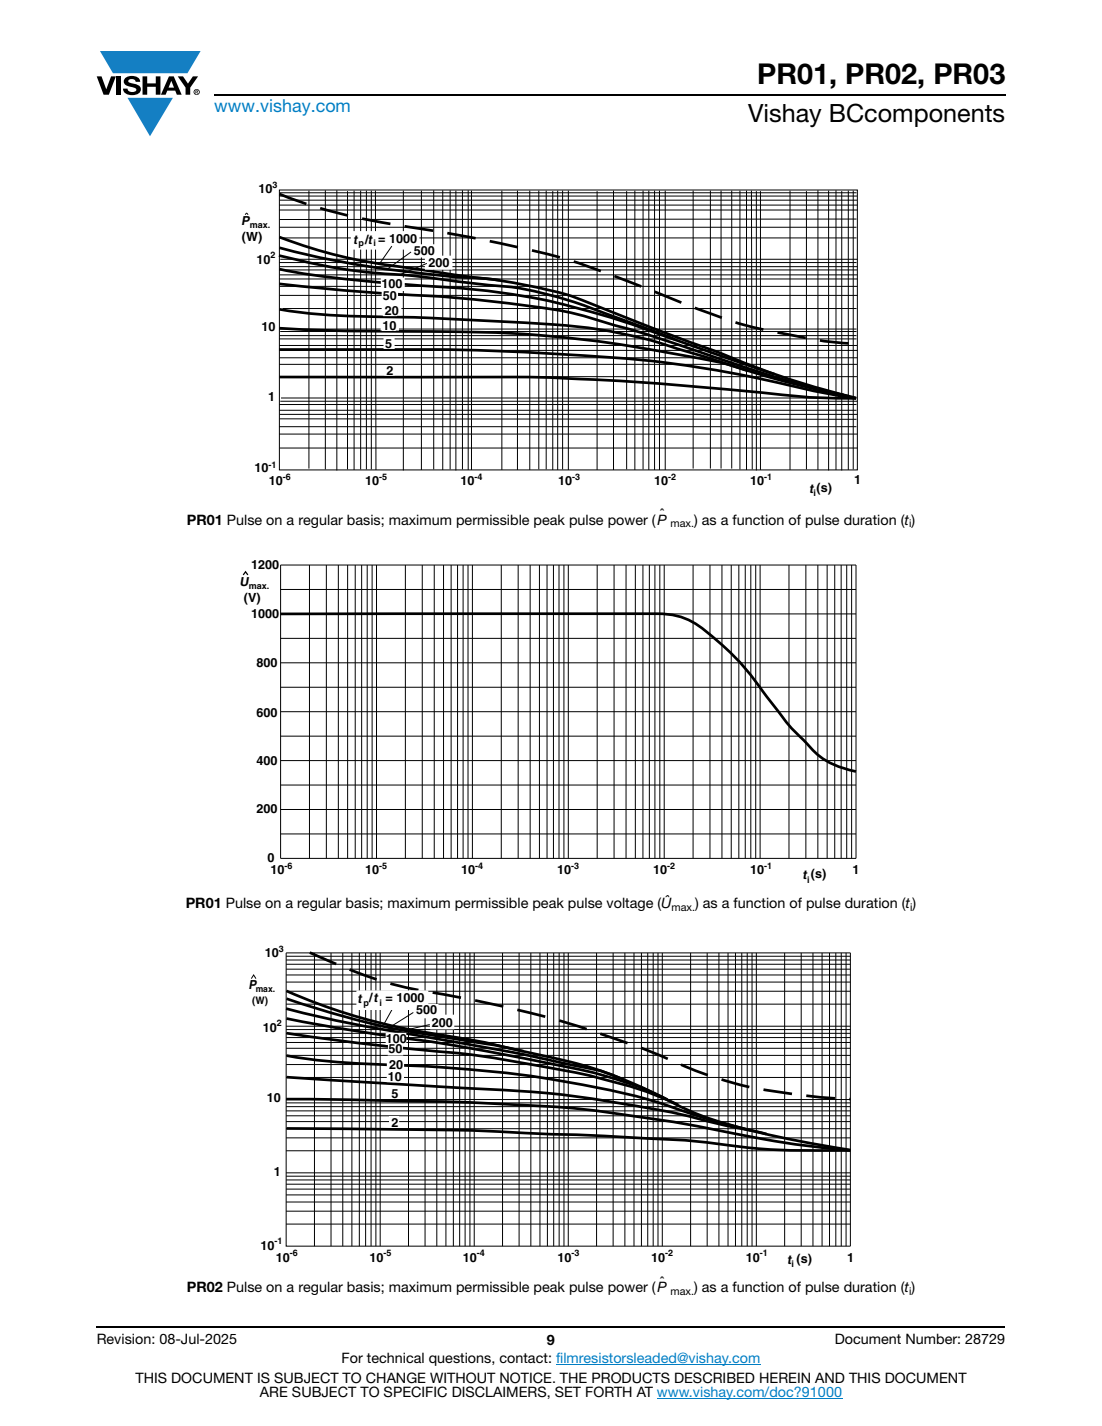 VISHAY®
www.vishay.com
PR01, PR02, PR03
Vishay BCcomponents
10³
P̂max.
(W)
10²
10
1
10⁻¹
tp/ti = 1000
500
200
100
50
20
10
5
2
10⁻⁶ 10⁻⁵ 10⁻⁴ 10⁻³ 10⁻² 10⁻¹ 1
ti(s)
PR01 Pulse on a regular basis; maximum permissible peak pulse power (P̂ max.) as a function of pulse duration (ti)
1200
Ûmax.
(V)
1000
800
600
400
200
0
10⁻⁶ 10⁻⁵ 10⁻⁴ 10⁻³ 10⁻² 10⁻¹ 1
ti(s)
PR01 Pulse on a regular basis; maximum permissible peak pulse voltage (Ûmax.) as a function of pulse duration (ti)
10³
P̂max.
(W)
10²
10
1
10⁻¹
tp/ti = 1000
500
200
100
50
20
10
5
2
10⁻⁶ 10⁻⁵ 10⁻⁴ 10⁻³ 10⁻² 10⁻¹ ti (s) 1
PR02 Pulse on a regular basis; maximum permissible peak pulse power (P̂ max.) as a function of pulse duration (ti)
Revision: 08-Jul-2025 9 Document Number: 28729
For technical questions, contact: filmresistorsleaded@vishay.com
THIS DOCUMENT IS SUBJECT TO CHANGE WITHOUT NOTICE. THE PRODUCTS DESCRIBED HEREIN AND THIS DOCUMENT
ARE SUBJECT TO SPECIFIC DISCLAIMERS, SET FORTH AT www.vishay.com/doc?91000